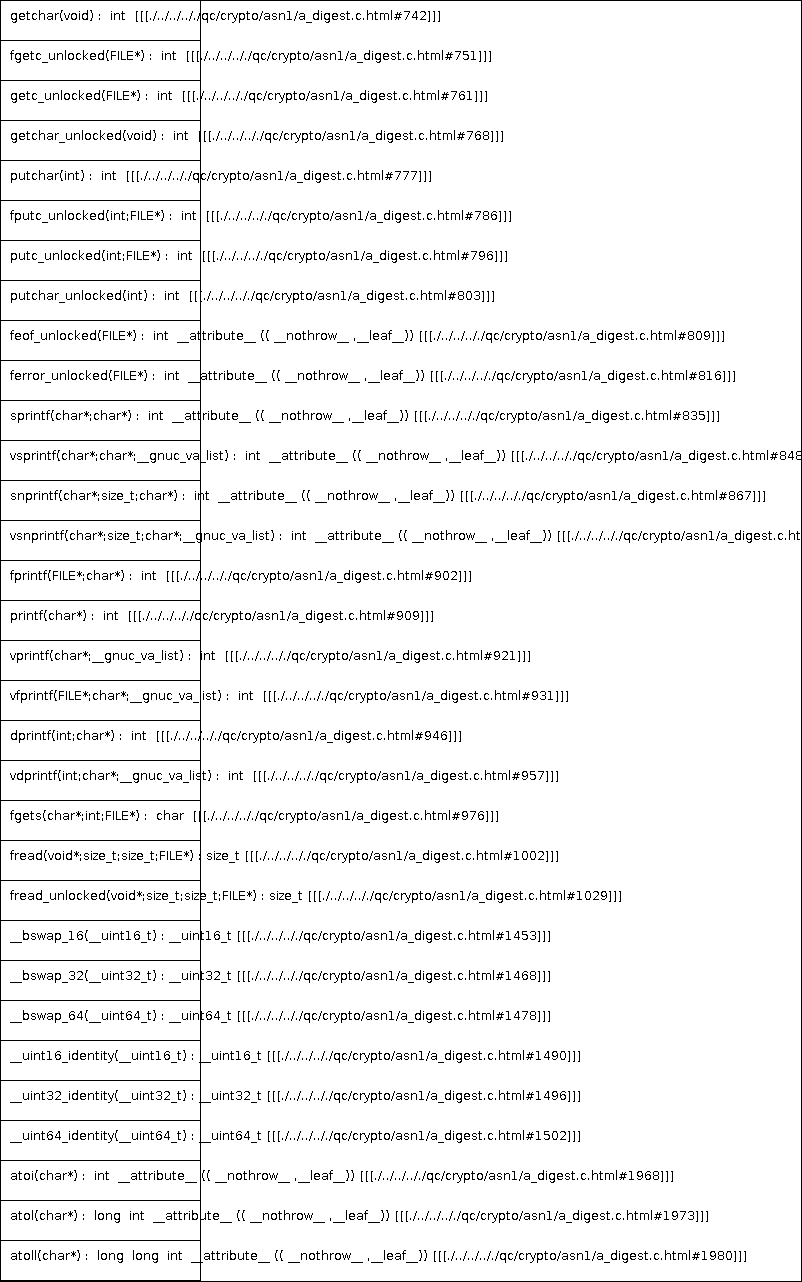 getchar(void) : int [[[./../../../qc/crypto/asn1/a_digest.c.html#742]]]
fgetc_unlocked(FILE*) : int [[[./../../../../qc/crypto/asn1/a_digest.c.html#751]]]
getc_unlocked(FILE*) : int [[[./../../../../qc/crypto/asn1/a_digest.c.html#761]]]
getchar_unlocked(void) : int [[[./../../../../qc/crypto/asn1/a_digest.c.html#768]]]
putchar(int) : int [[[./../../../../qc/crypto/asn1/a_digest.c.html#777]]]
fputc_unlocked(int;FILE*) : int [[[./../../../../qc/crypto/asn1/a_digest.c.html#786]]]
putc_unlocked(int;FILE*) : int [[[./../../../../qc/crypto/asn1/a_digest.c.html#796]]]
putchar_unlocked(int) : int [[[./../../../../qc/crypto/asn1/a_digest.c.html#803]]]
feof_unlocked(FILE*) : int __attribute__ (( __nothrow__ ,__leaf__)) [[[./../../../../qc/crypto/asn1/a_digest.c.html#809]]]
ferror_unlocked(FILE*) : int __attribute__ (( __nothrow__ ,__leaf__)) [[[./../../../../qc/crypto/asn1/a_digest.c.html#816]]]
sprintf(char*;char*) : int __attribute__ (( __nothrow__ ,__leaf__)) [[[./../../../../qc/crypto/asn1/a_digest.c.html#835]]]
vsprintf(char*;char*;__gnuc_va_list) : int __attribute__ (( __nothrow__ ,__leaf__)) [[[./../../../../qc/crypto/asn1/a_digest.c.html#848
snprintf(char*;size_t;char*) : int __attribute__ (( __nothrow__ ,__leaf__)) [[[./../../../../qc/crypto/asn1/a_digest.c.html#867]]]
vsnprintf(char*;size_t;char*;__gnuc_va_list) : int __attribute__ (( __nothrow__ ,__leaf__)) [[[./../../../../qc/crypto/asn1/a_digest.c.ht
fprintf(FILE*;char*) : int [[[./../../../../qc/crypto/asn1/a_digest.c.html#902]]]
printf(char*) : int [[[./../../../../qc/crypto/asn1/a_digest.c.html#909]]]
vprintf(char*;__gnuc_va_list) : int [[[./../../../../qc/crypto/asn1/a_digest.c.html#921]]]
vfprintf(FILE*;char*;__gnuc_va_list) : int [[[./../../../../qc/crypto/asn1/a_digest.c.html#931]]]
dprintf(int;char*) : int [[[./../../../../qc/crypto/asn1/a_digest.c.html#946]]]
vdprintf(int;char*;__gnuc_va_list) : int [[[./../../../../qc/crypto/asn1/a_digest.c.html#957]]]
fgets(char*;int;FILE*) : char [[[./../../../../qc/crypto/asn1/a_digest.c.html#976]]]
fread(void*;size_t;size_t;FILE*) : size_t [[[./../../../../qc/crypto/asn1/a_digest.c.html#1002]]]
fread_unlocked(void*;size_t;size_t;FILE*) : size_t [[[./../../../../qc/crypto/asn1/a_digest.c.html#1029]]]
__bswap_16(__uint16_t) : __uint16_t [[[./../../../../qc/crypto/asn1/a_digest.c.html#1453]]]
__bswap_32(__uint32_t) : __uint32_t [[[./../../../../qc/crypto/asn1/a_digest.c.html#1468]]]
__bswap_64(__uint64_t) : __uint64_t [[[./../../../../qc/crypto/asn1/a_digest.c.html#1478]]]
__uint16_identity(__uint16_t) : __uint16_t [[[./../../../../qc/crypto/asn1/a_digest.c.html#1490]]]
__uint32_identity(__uint32_t) : __uint32_t [[[./../../../../qc/crypto/asn1/a_digest.c.html#1496]]]
__uint64_identity(__uint64_t) : __uint64_t [[[./../../../../qc/crypto/asn1/a_digest.c.html#1502]]]
atoi(char*) : int __attribute__ (( __nothrow__ ,__leaf__)) [[[./../../../../qc/crypto/asn1/a_digest.c.html#1968]]]
atol(char*) : long int __attribute__ (( __nothrow__ ,__leaf__)) [[[./../../../../qc/crypto/asn1/a_digest.c.html#1973]]]
atoll(char*) : long long int __attribute__ (( __nothrow__ ,__leaf__)) [[[./../../../../qc/crypto/asn1/a_digest.c.html#1980]]]